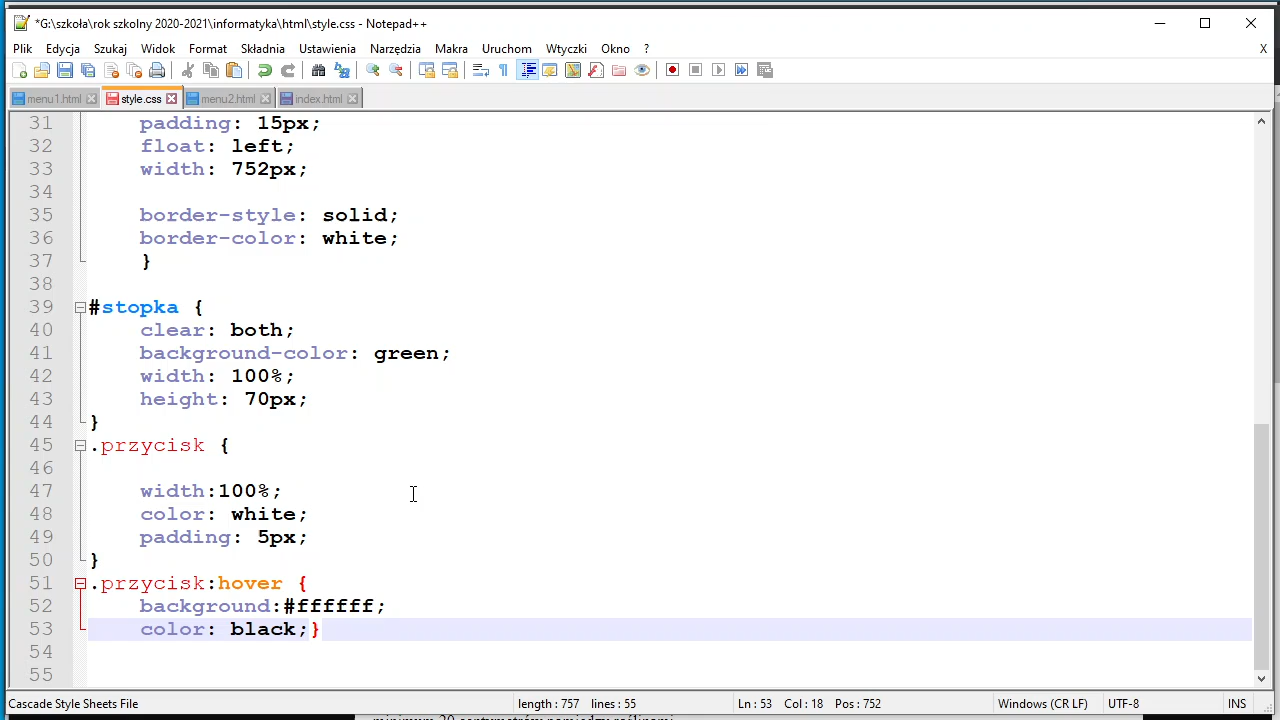 *G:\szkoła\rok szkolny 2020-2021\informatyka\html\style.css - Notepad++
Plik Edycja Szukaj Widok Format Składnia Ustawienia Narzędzia Makra Uruchom Wtyczki Okno ? X
menu1.html style.css menu2.html index.html
31 padding: 15px;
32 float: left;
33 width: 752px;
34
35 border-style: solid;
36 border-color: white;
37 }
38
39 #stopka {
40 clear: both;
41 background-color: green;
42 width: 100%;
43 height: 70px;
44 }
45 .przycisk {
46
47 width:100%;
48 color: white;
49 padding: 5px;
50 }
51 .przycisk:hover {
52 background:#ffffff;
53 color: black;}
54
55
Cascade Style Sheets File length : 757 lines : 55 Ln : 53 Col : 18 Pos : 752 Windows (CR LF) UTF-8 INS
minimum 20 centymetrów pomiędzy roślinami